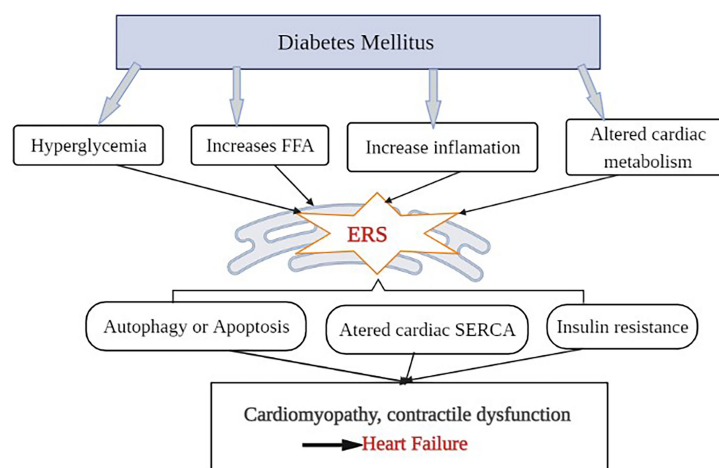 Diabetes Mellitus
Hyperglycemia
Increases FFA
Increase inflamation
Altered cardiac
metabolism
ERS
Autophagy or Apoptosis
Atered cardiac SERCA
Insulin resistance
Cardiomyopathy, contractile dysfunction
Heart Failure